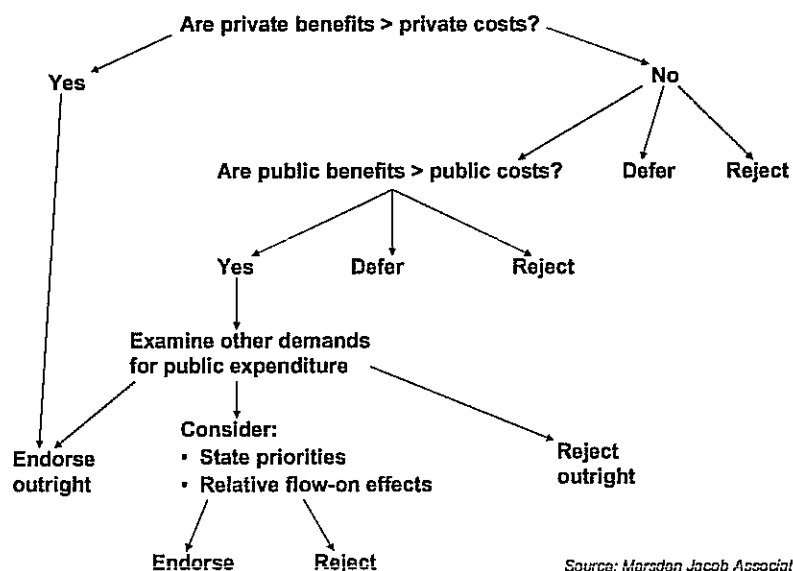 Are private benefits > private costs?
Yes
No
Are public benefits > public costs?
Defer
Reject
Yes
Defer
Reject
Examine other demands
for public expenditure
Consider:
• State priorities
• Relative flow-on effects
Endorse
outright
Reject
outright
Endorse
Reject
Source: Marsden Jacob Associat